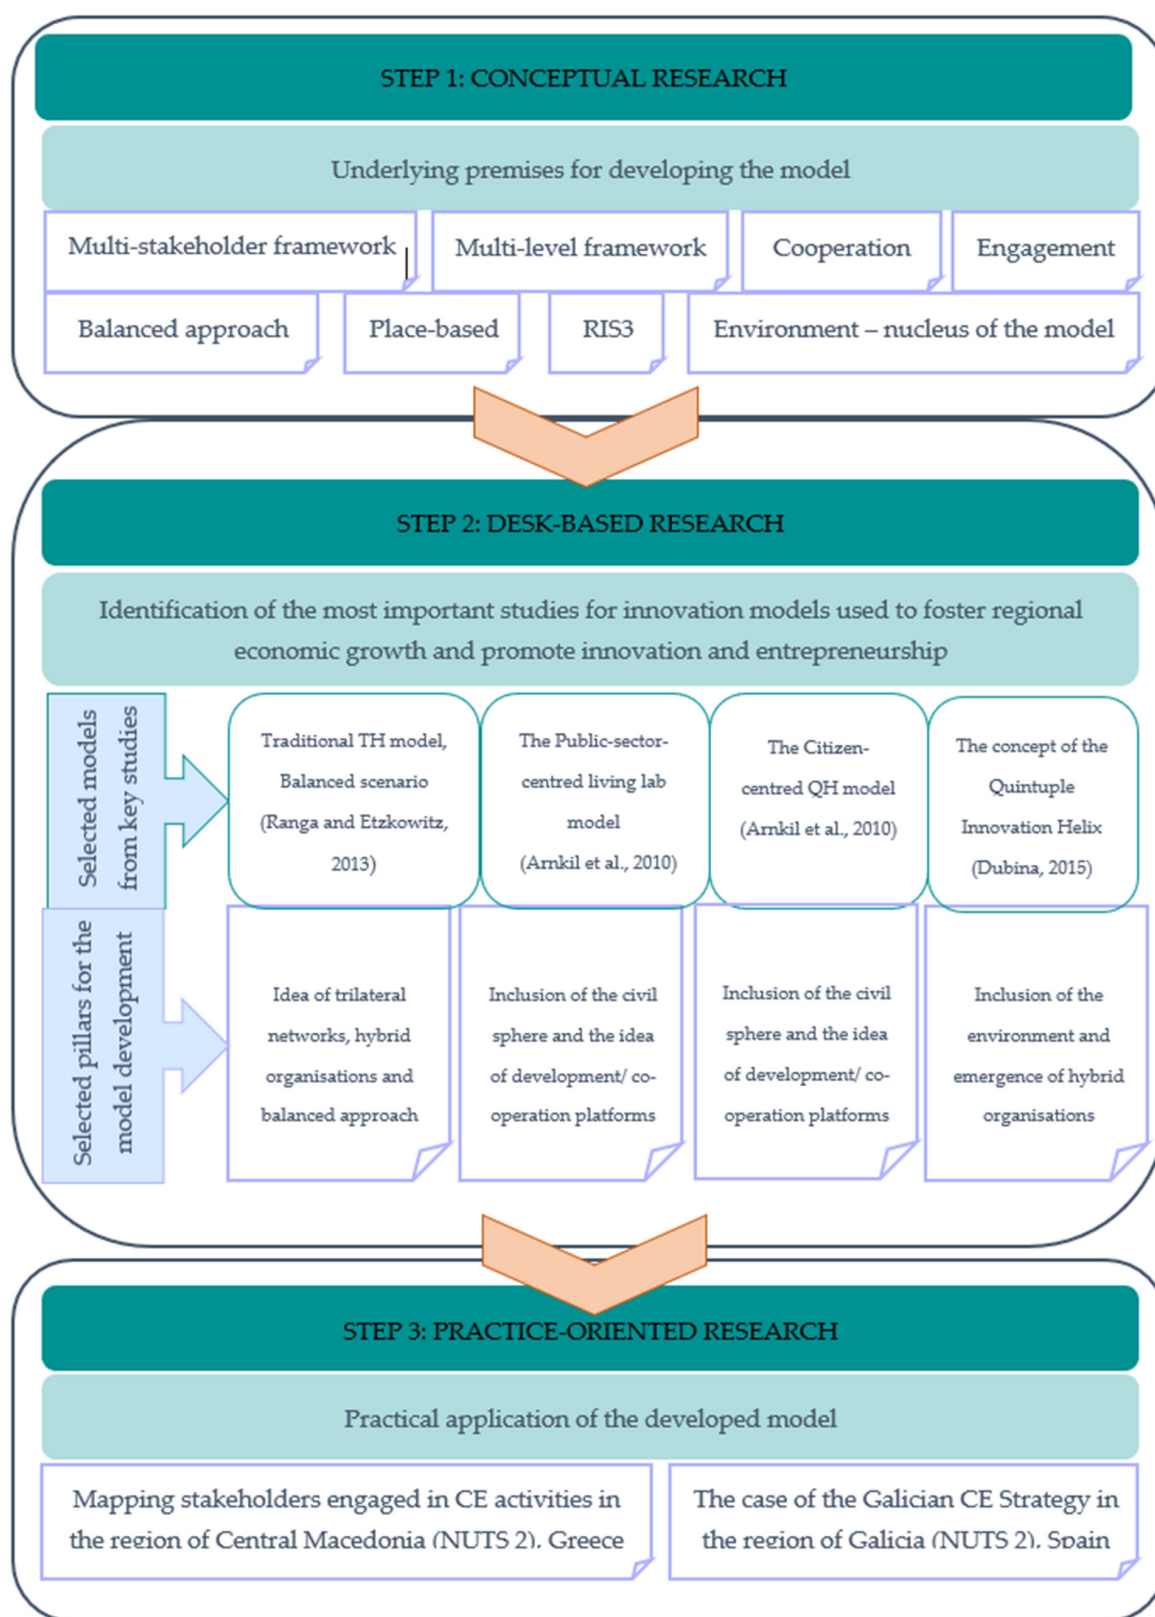 STEP 1: CONCEPTUAL RESEARCH
Underlying premises for developing the model
Multi-stakeholder framework
Multi-level framework
Cooperation
Engagement
Balanced approach
Place-based
RIS3
Environment – nucleus of the model
STEP 2: DESK-BASED RESEARCH
Identification of the most important studies for innovation models used to foster regional
economic growth and promote innovation and entrepreneurship
Selected models
from key studies
Traditional TH model,
Balanced scenario
(Ranga and Etzkowitz,
2013)
The Public-sector-
centred living lab
model
(Arnkil et al., 2010)
The Citizen-
centred QH model
(Arnkil et al., 2010)
The concept of the
Quintuple
Innovation Helix
(Dubina, 2015)
Selected pillars for the
model development
Idea of trilateral
networks, hybrid
organisations and
balanced approach
Inclusion of the civil
sphere and the idea
of development/ co-
operation platforms
Inclusion of the civil
sphere and the idea
of development/ co-
operation platforms
Inclusion of the
environment and
emergence of hybrid
organisations
STEP 3: PRACTICE-ORIENTED RESEARCH
Practical application of the developed model
Mapping stakeholders engaged in CE activities in
the region of Central Macedonia (NUTS 2), Greece
The case of the Galician CE Strategy in
the region of Galicia (NUTS 2), Spain